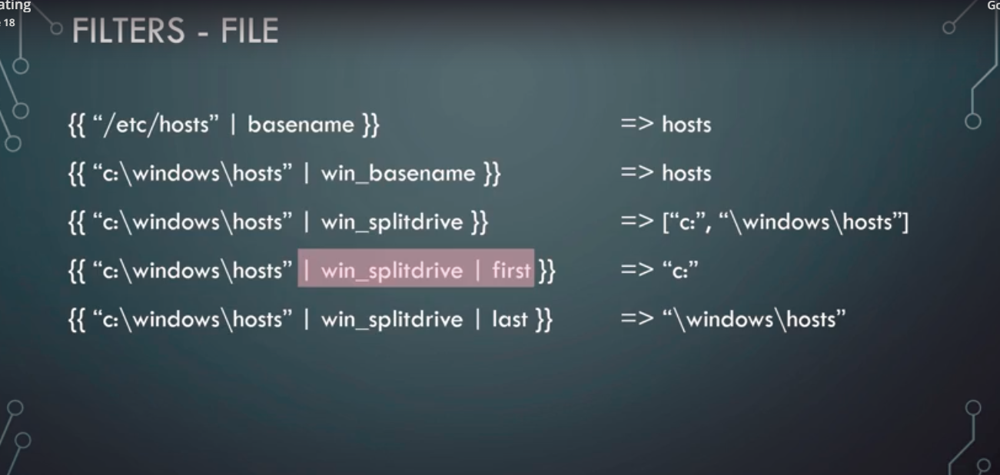 ating
18
Go
FILTERS - FILE
{{ “/etc/hosts” | basename }} => hosts
{{ “c:\windows\hosts” | win_basename }} => hosts
{{ “c:\windows\hosts” | win_splitdrive }} => [“c:”, “\windows\hosts”]
{{ “c:\windows\hosts” | win_splitdrive | first }} => “c:”
{{ “c:\windows\hosts” | win_splitdrive | last }} => “\windows\hosts”